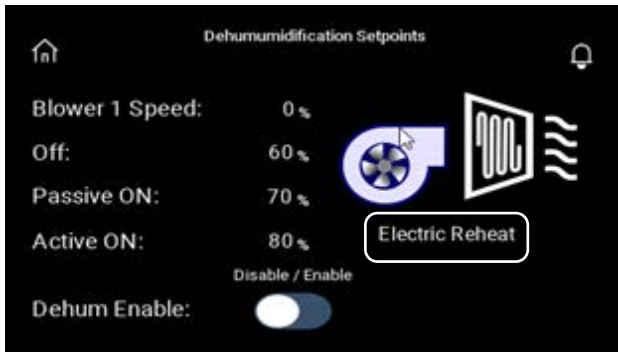 Dehumumidification Setpoints
Blower 1 Speed: 0 %
Off: 60 %
Passive ON: 70 %
Active ON: 80 %
Electric Reheat
Disable / Enable
Dehum Enable: